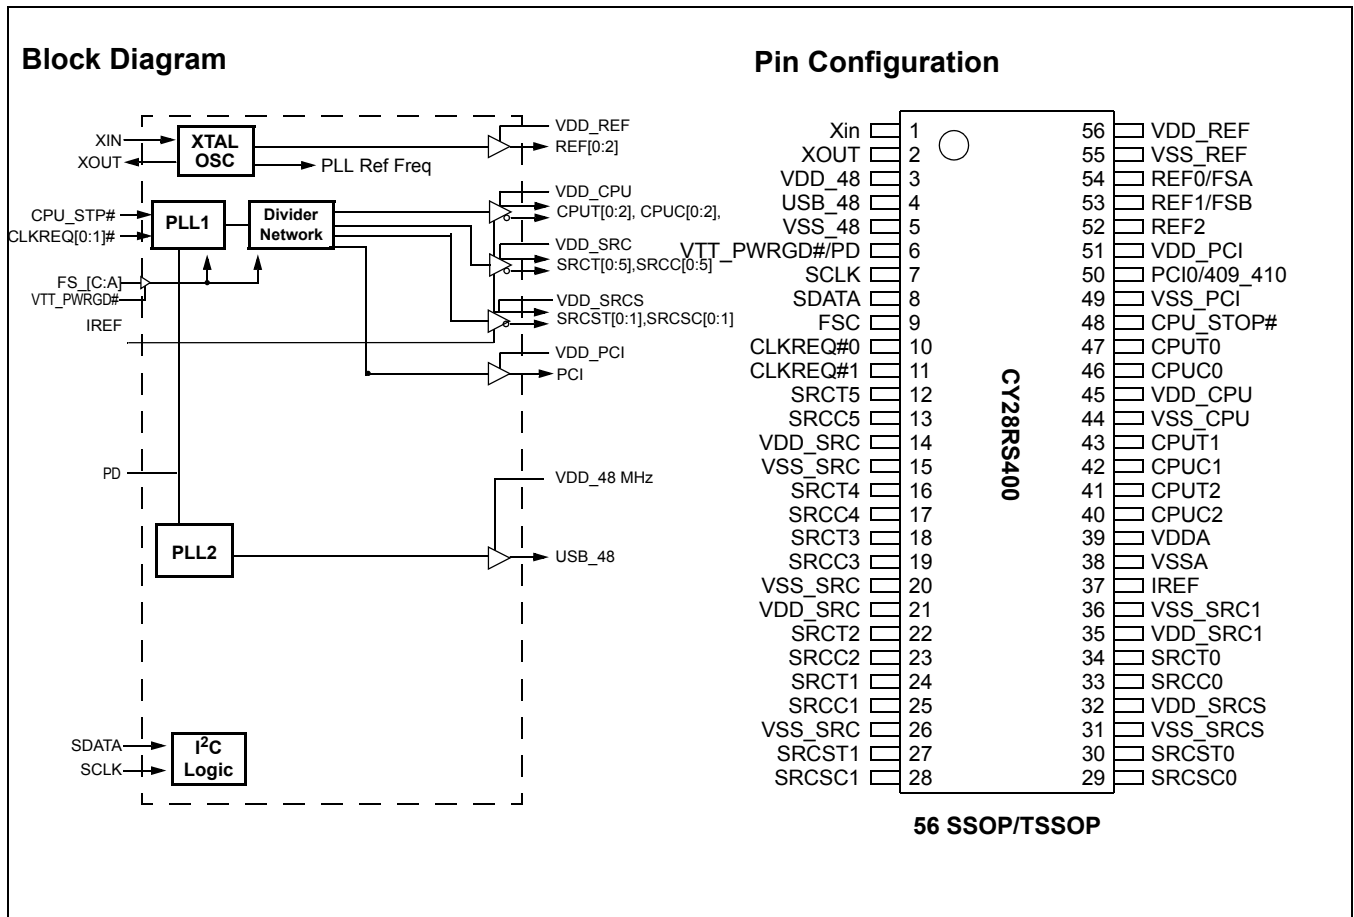 Block Diagram
XIN
XOUT
XTAL
OSC
PLL Ref Freq
VDD_REF
REF[0:2]
CPU_STP#
CLKREQ[0:1]#
PLL1
Divider
Network
VDD_CPU
CPUT[0:2], CPUC[0:2],
VDD_SRC
SRCT[0:5],SRCC[0:5]
FS_[C:A]
VTT_PWRGD#
IREF
VDD_SRCS
SRCST[0:1],SRCSC[0:1]
VDD_PCI
PCI
PD
VDD_48 MHz
PLL2
USB_48
SDATA
SCLK
I2C
Logic
Pin Configuration
Xin 1 56 VDD_REF
XOUT 2 55 VSS_REF
VDD_48 3 54 REF0/FSA
USB_48 4 53 REF1/FSB
VSS_48 5 52 REF2
VTT_PWRGD#/PD 6 51 VDD_PCI
SCLK 7 50 PCI0/409_410
SDATA 8 49 VSS_PCI
FSC 9 48 CPU_STOP#
CLKREQ#0 10 47 CPUT0
CLKREQ#1 11 46 CPUC0
SRCT5 12 45 VDD_CPU
SRCC5 13 44 VSS_CPU
VDD_SRC 14 43 CPUT1
VSS_SRC 15 42 CPUC1
SRCT4 16 41 CPUT2
SRCC4 17 40 CPUC2
SRCT3 18 39 VDDA
SRCC3 19 38 VSSA
VSS_SRC 20 37 IREF
VDD_SRC 21 36 VSS_SRC1
SRCT2 22 35 VDD_SRC1
SRCC2 23 34 SRCT0
SRCT1 24 33 SRCC0
SRCC1 25 32 VDD_SRCS
VSS_SRC 26 31 VSS_SRCS
SRCST1 27 30 SRCST0
SRCSC1 28 29 SRCSC0
CY28RS400
56 SSOP/TSSOP